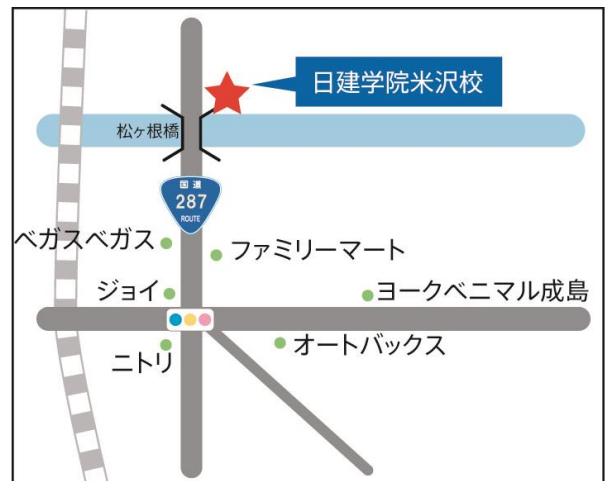 日建学院米沢校
松ヶ根橋
国道
287
ROUTE
ベガスベガス
ファミリーマート
ジョイ
ヨークベニマル成島
ニトリ
オートバックス